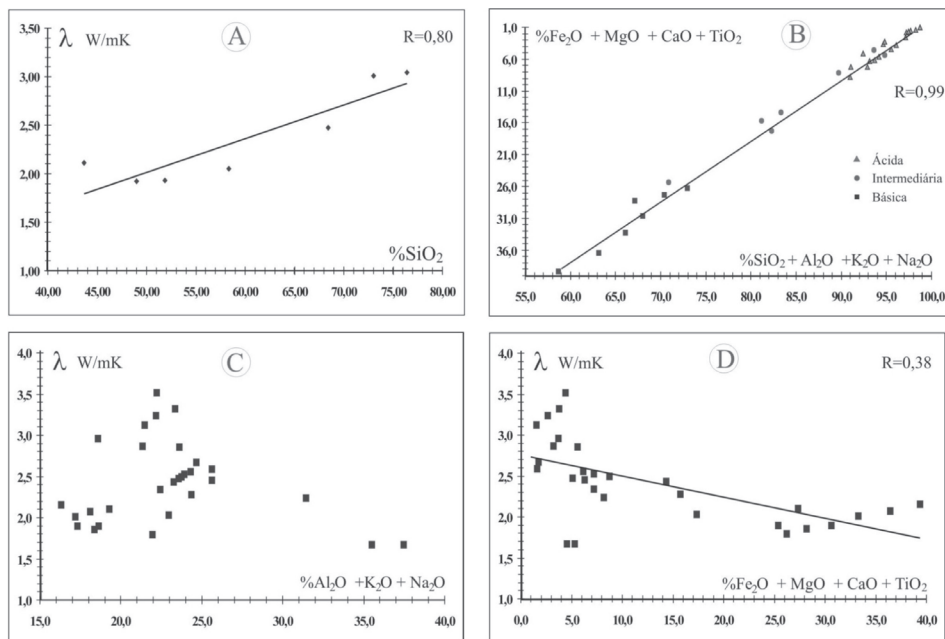 λ W/mK
A
R=0,80
3,50
3,00
2,50
2,00
1,50
1,00
%SiO2
40,00 45,00 50,00 55,00 60,00 65,00 70,00 75,00 80,00
%Fe2O + MgO + CaO + TiO2
B
1,0
6,0
11,0
16,0
21,0
26,0
31,0
36,0
R=0,99
Ácida
Intermediária
Básica
%SiO2 + Al2O +K2O + Na2O
55,0 60,0 65,0 70,0 75,0 80,0 85,0 90,0 95,0 100,0
λ W/mK
C
4,0
3,5
3,0
2,5
2,0
1,5
1,0
%Al2O +K2O + Na2O
15,0 20,0 25,0 30,0 35,0 40,0
λ W/mK
D
R=0,38
4,0
3,5
3,0
2,5
2,0
1,5
1,0
%Fe2O + MgO + CaO + TiO2
0,0 5,0 10,0 15,0 20,0 25,0 30,0 35,0 40,0